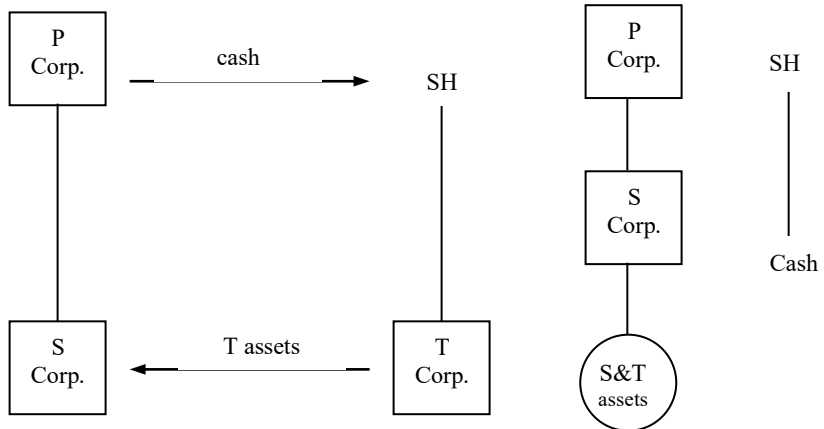 P
Corp.
cash
SH
S
Corp.
T assets
T
Corp.
P
Corp.
SH
S
Corp.
Cash
S&T
assets